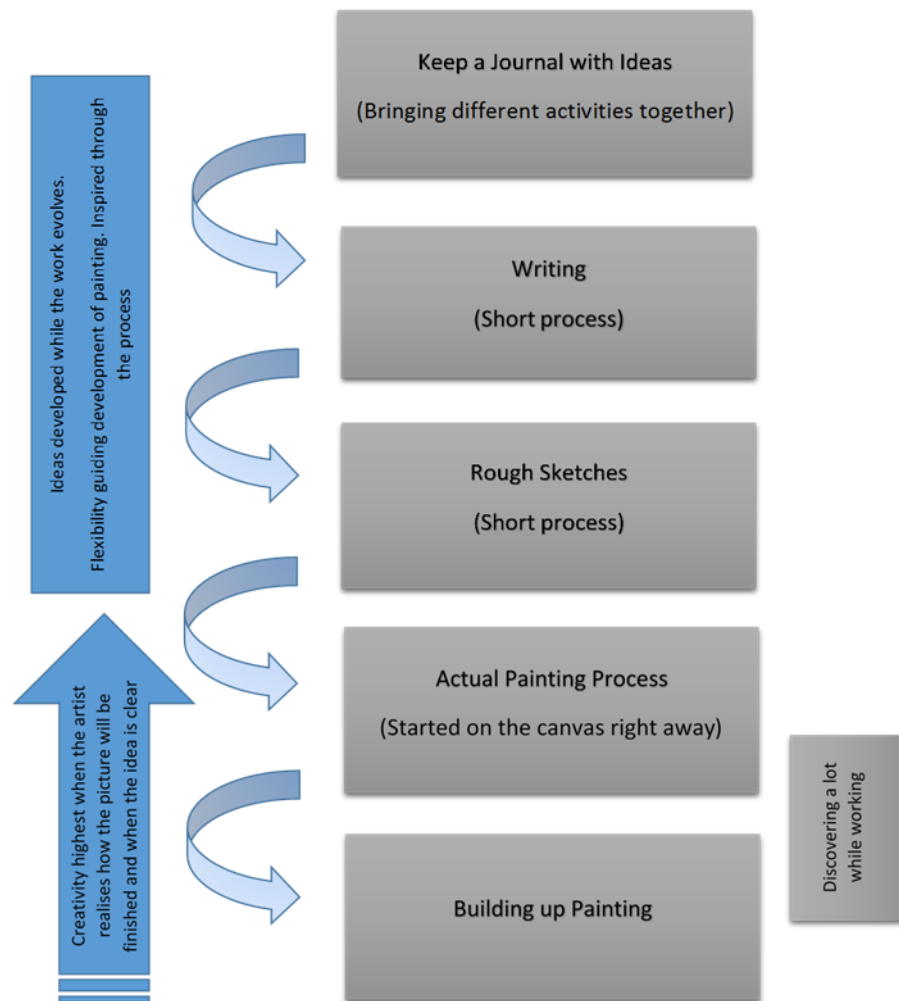 Keep a Journal with Ideas
(Bringing different activities together)
Writing
(Short process)
Rough Sketches
(Short process)
Actual Painting Process
(Started on the canvas right away)
Building up Painting
Discovering a lot
while working
Ideas developed while the work evolves.
Flexibility guiding development of painting. Inspired through
the process
Creativity highest when the artist
realises how the picture will be
finished and when the idea is clear